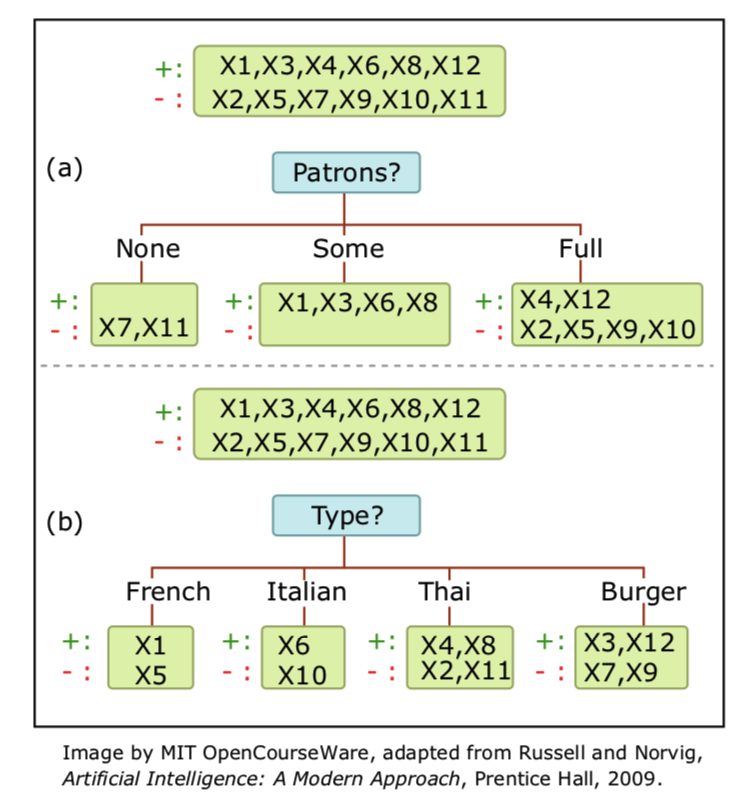 +: X1,X3,X4,X6,X8,X12
- : X2,X5,X7,X9,X10,X11
(a)
Patrons?
None Some Full
+: +: X1,X3,X6,X8 +: X4,X12
- : X7,X11 - : - : X2,X5,X9,X10
+: X1,X3,X4,X6,X8,X12
- : X2,X5,X7,X9,X10,X11
(b)
Type?
French Italian Thai Burger
+: X1 +: X6 +: X4,X8 +: X3,X12
- : X5 - : X10 - : X2,X11 - : X7,X9
Image by MIT OpenCourseWare, adapted from Russell and Norvig,
Artificial Intelligence: A Modern Approach, Prentice Hall, 2009.